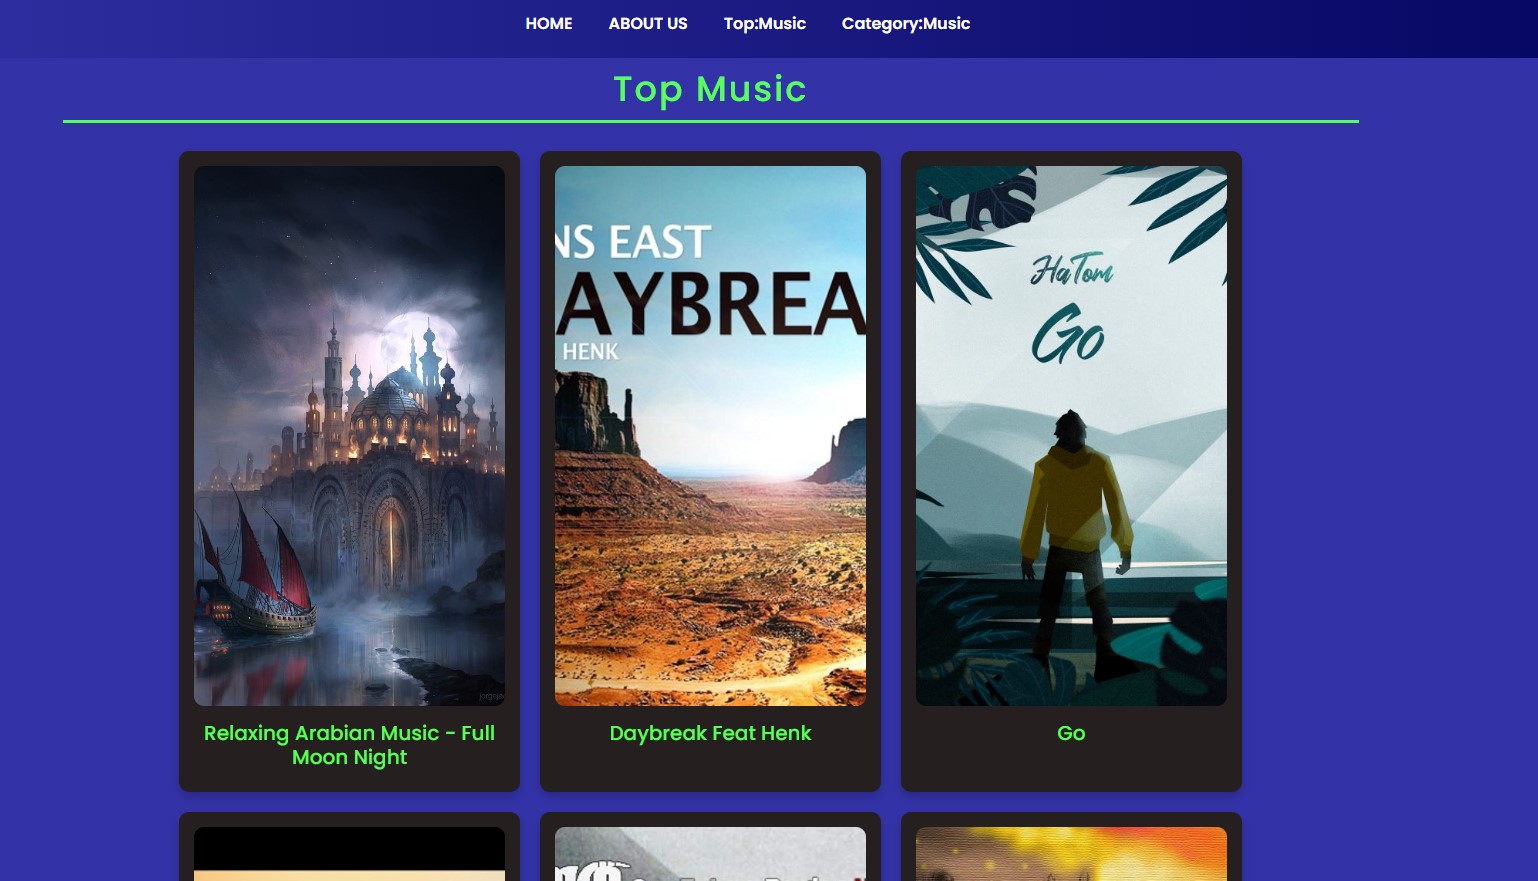 HOME ABOUT US Top:Music Category:Music
Top Music
NS EAST
AYBREA
HENK
HaTom
Go
Relaxing Arabian Music - Full
Moon Night
Daybreak Feat Henk
Go